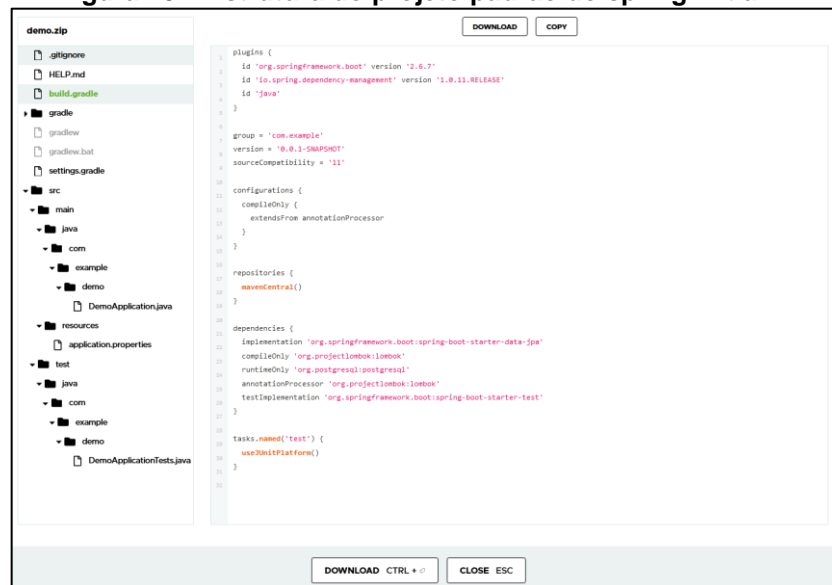 do projeto padrão do Spring
demo.zip
DOWNLOAD
COPY
.gitignore
HELP.md
build.gradle
gradle
gradlew
gradlew.bat
settings.gradle
src
main
java
com
example
demo
DemoApplication.java
resources
application.properties
test
java
com
example
demo
DemoApplicationTests.java
plugins {
id 'org.springframework.boot' version '2.6.7'
id 'io.spring.dependency-management' version '1.0.11.RELEASE'
id 'java'
}
group = 'com.example'
version = '0.0.1-SNAPSHOT'
sourceCompatibility = '11'
configurations {
compileOnly {
extendsFrom annotationProcessor
}
}
repositories {
mavenCentral()
}
dependencies {
implementation 'org.springframework.boot:spring-boot-starter-data-jpa'
compileOnly 'org.projectlombok:lombok'
runtimeOnly 'org.postgresql:postgresql'
annotationProcessor 'org.projectlombok:lombok'
testImplementation 'org.springframework.boot:spring-boot-starter-test'
}
tasks.named('test') {
useJUnitPlatform()
}
DOWNLOAD CTRL + ⏎
CLOSE ESC